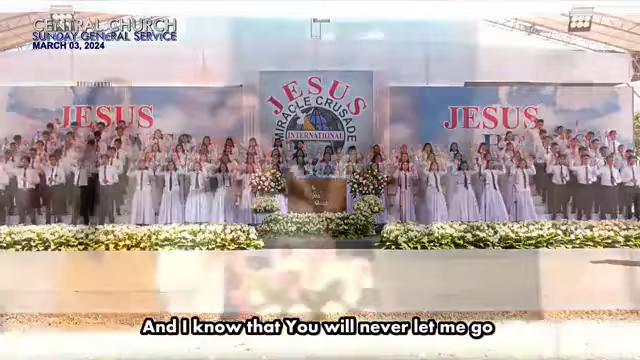 CENTRAL CHURCH
SUNDAY GENERAL SERVICE
MARCH 03, 2024
JESUS
JESUS
MIRACLE CRUSADE
INTERNATIONAL
JESUS
And I know that You will never let me go